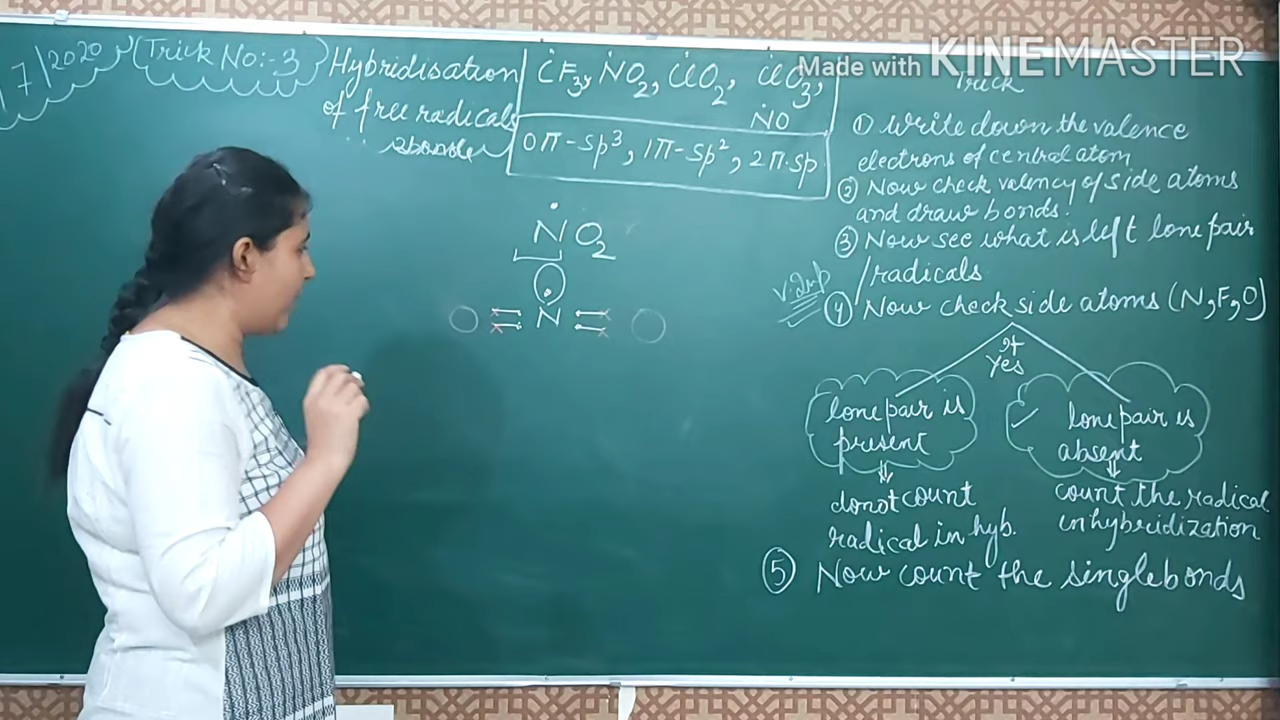 7/2020
(Trick No:-3)
Hybridisation
of free radicals
ĊF3, ṄO2, ĊlO2, ĊlO3,
ṄO
0π-sp³, 1π-sp², 2π.sp
Made with KINEMASTER
Trick
① Write down the valence
electrons of central atom
② Now check valency of side atoms
and draw bonds.
③ Now see what is left lone pair
/radicals
v.Imp
④ Now check side atoms (N,F,O)
If
Yes
lone pair is
present
⇓
donot count
radical in hyb.
✓ lone pair is
absent
⇓
count the radical
in hybridization
⑤ Now count the single bonds
ṄO2
O N O